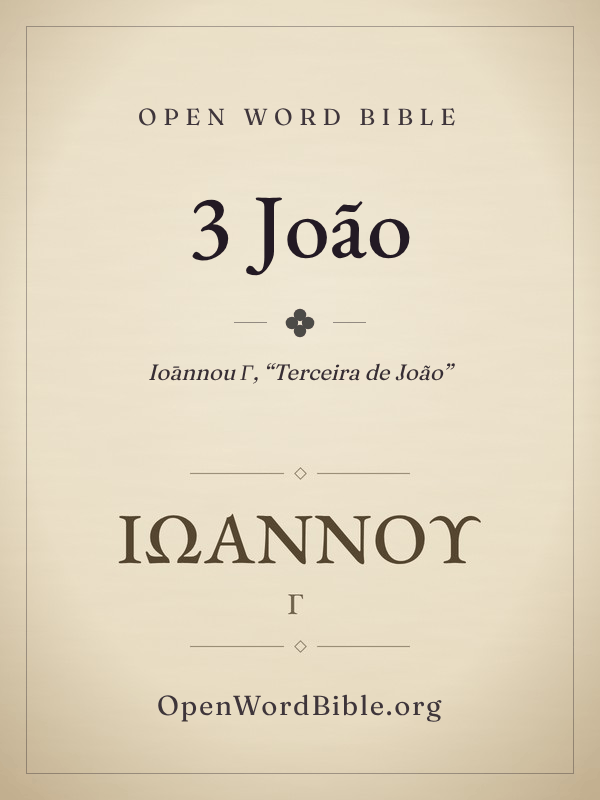 OPEN WORD BIBLE
3 João
Ioānnou Γ, “Terceira de João”
ΙΩΑΝΝΟΥ
Γ
OpenWordBible.org